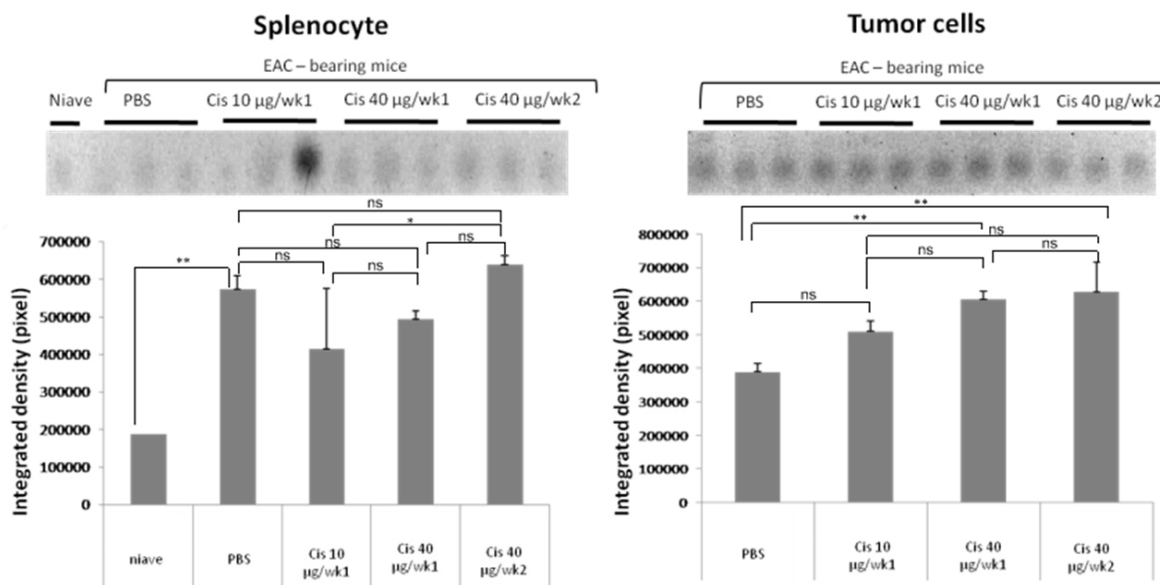 Splenocyte
EAC – bearing mice
Niave PBS Cis 10 µg/wk1 Cis 40 µg/wk1 Cis 40 µg/wk2
ns
*
ns
ns
**
ns
ns
Integrated density (pixel)
700000
600000
500000
400000
300000
200000
100000
0
niave PBS Cis 10 µg/wk1 Cis 40 µg/wk1 Cis 40 µg/wk2
Tumor cells
EAC – bearing mice
PBS Cis 10 µg/wk1 Cis 40 µg/wk1 Cis 40 µg/wk2
**
**
ns
ns
ns
ns
Integrated density (pixel)
800000
700000
600000
500000
400000
300000
200000
100000
0
PBS Cis 10 µg/wk1 Cis 40 µg/wk1 Cis 40 µg/wk2